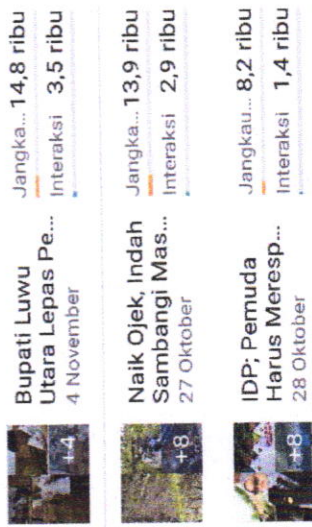 Bupati Luwu
Utara Lepas Pe...
4 November
+4
Jangka... 14,8 ribu
Interaksi 3,5 ribu
Naik Ojek, Indah
Sambangi Mas...
27 Oktober
+8
Jangka... 13,9 ribu
Interaksi 2,9 ribu
IDP; Pemuda
Harus Meresp...
28 Oktober
+8
Jangkau... 8,2 ribu
Interaksi 1,4 ribu